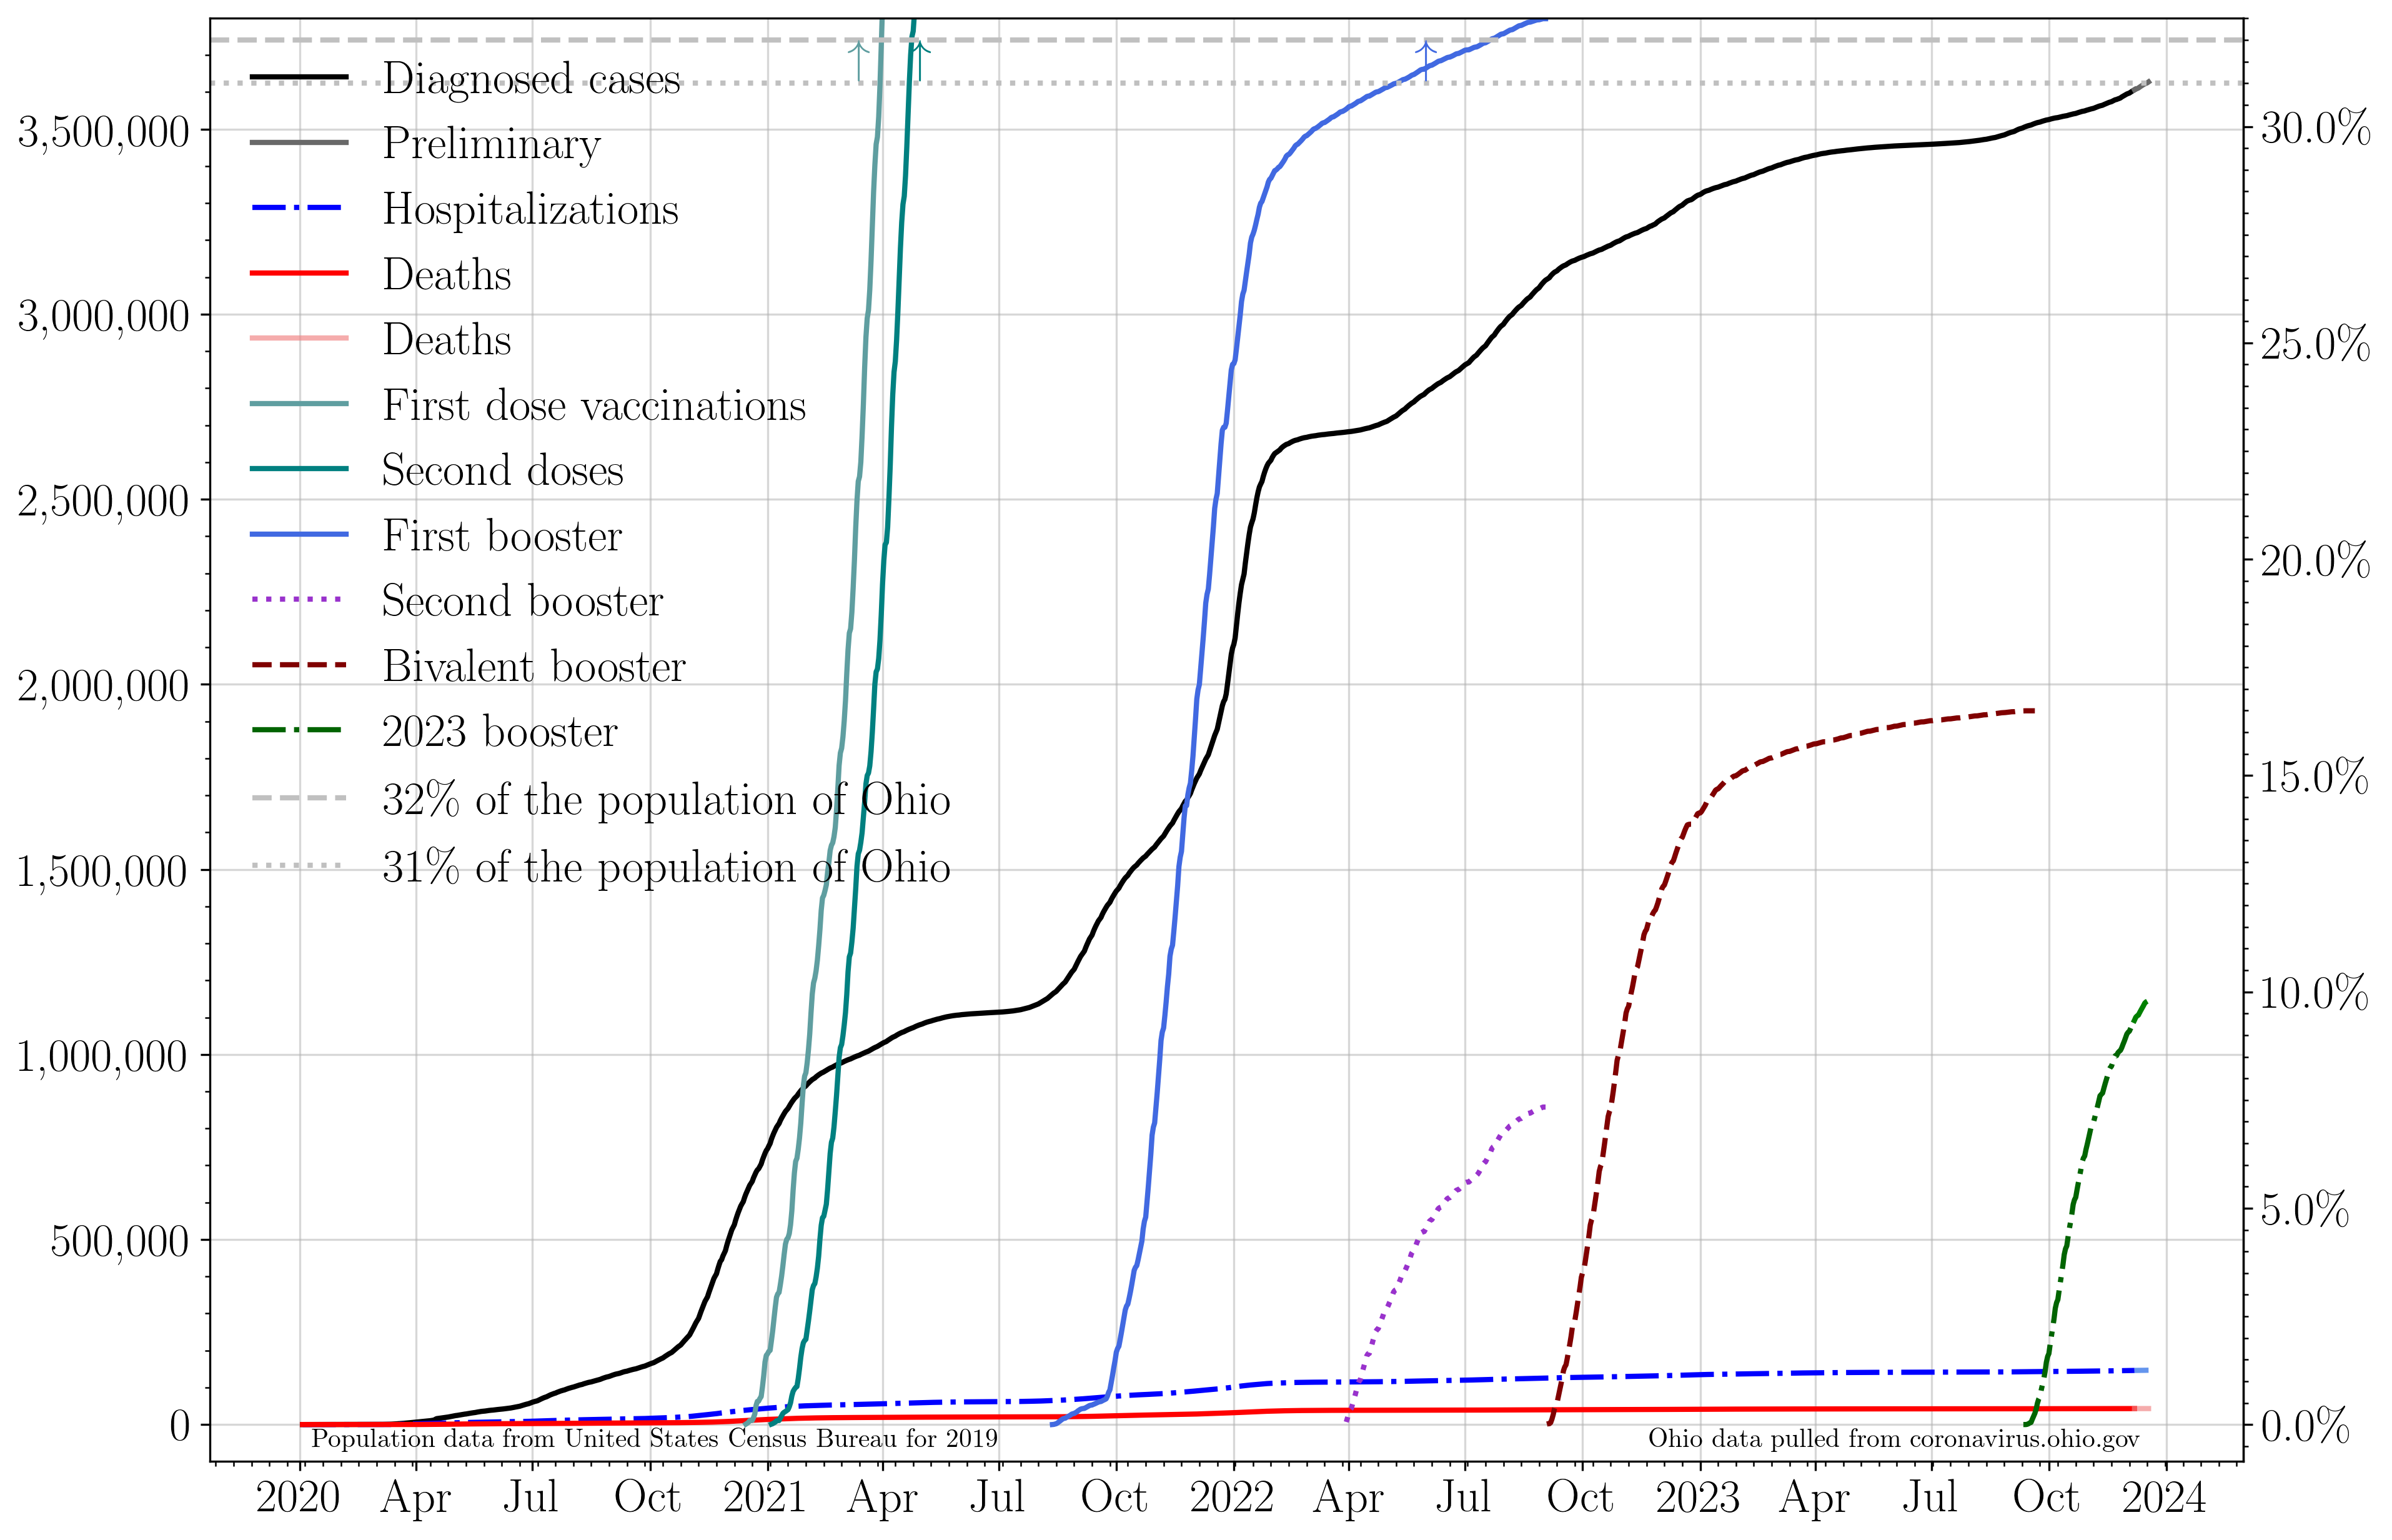 Diagnosed cases
Preliminary
Hospitalizations
Deaths
Deaths
First dose vaccinations
Second doses
First booster
Second booster
Bivalent booster
2023 booster
32% of the population of Ohio
31% of the population of Ohio
3,500,000
3,000,000
2,500,000
2,000,000
1,500,000
1,000,000
500,000
0
30.0%
25.0%
20.0%
15.0%
10.0%
5.0%
0.0%
Population data from United States Census Bureau for 2019
Ohio data pulled from coronavirus.ohio.gov
2020 Apr Jul Oct 2021 Apr Jul Oct 2022 Apr Jul Oct 2023 Apr Jul Oct 2024